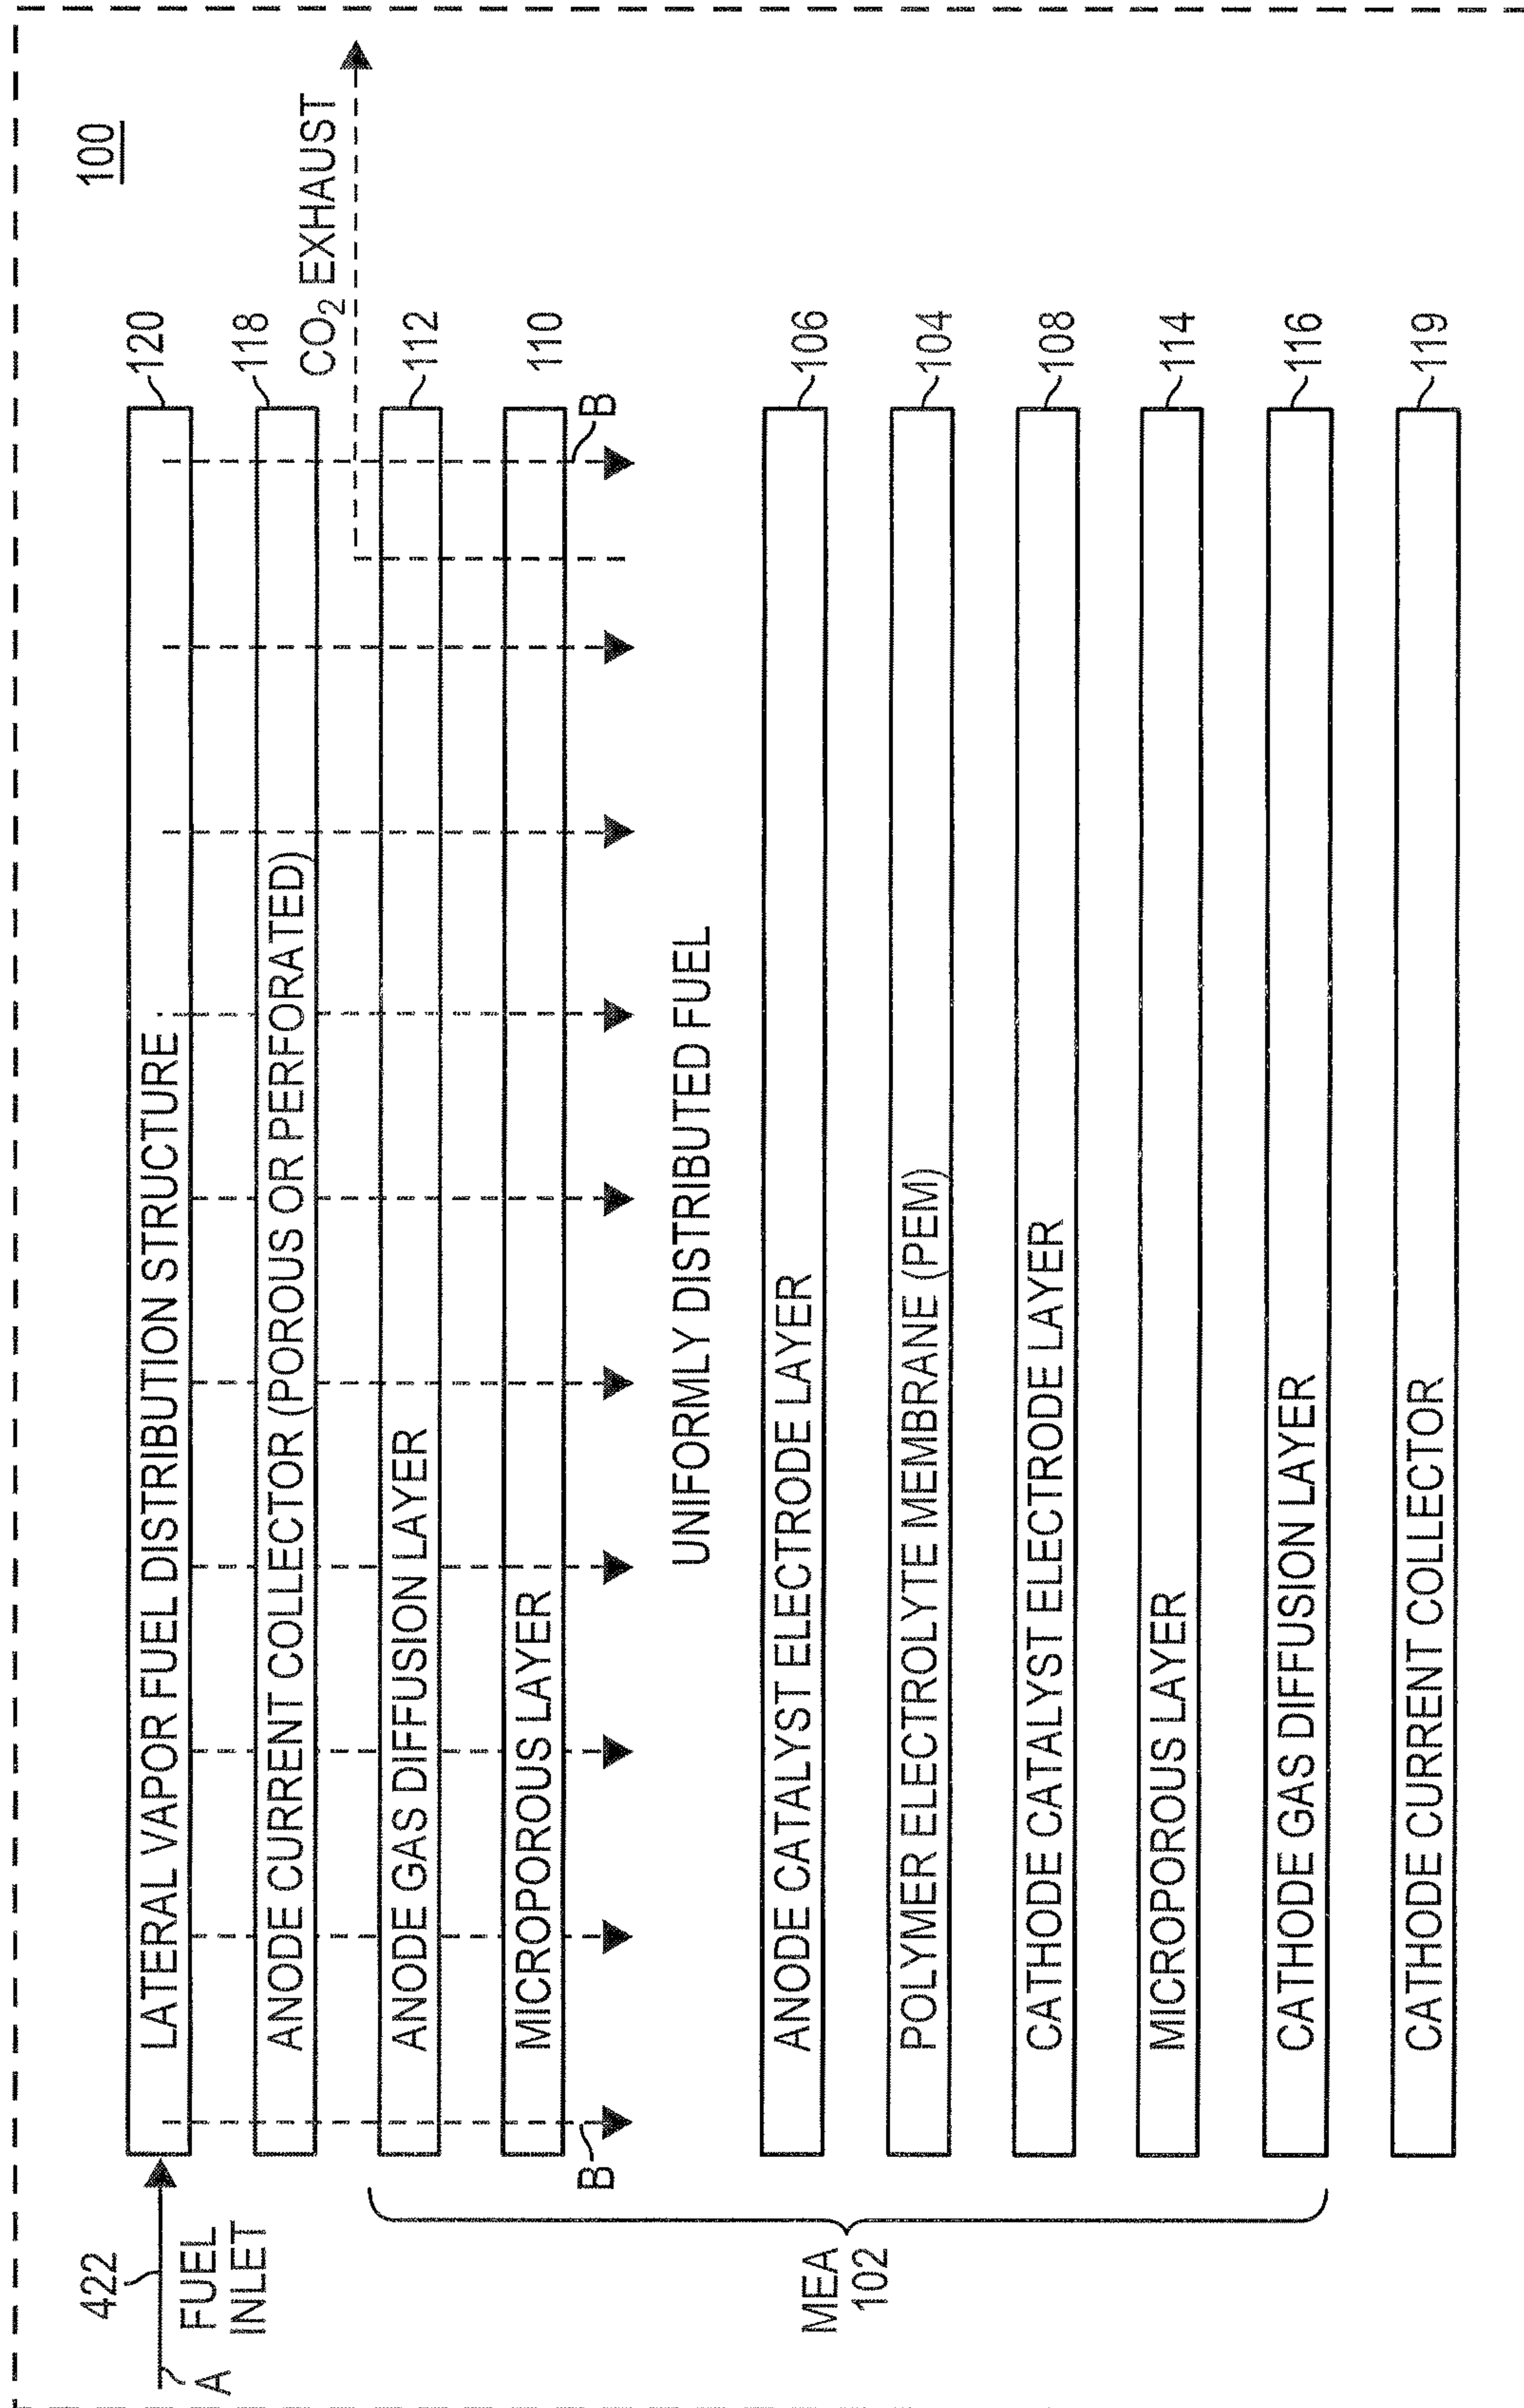 100
422
A
FUEL
INLET
LATERAL VAPOR FUEL DISTRIBUTION STRUCTURE
120
ANODE CURRENT COLLECTOR (POROUS OR PERFORATED)
118
CO₂ EXHAUST
ANODE GAS DIFFUSION LAYER
112
MICROPOROUS LAYER
110
B
B
UNIFORMLY DISTRIBUTED FUEL
MEA
102
ANODE CATALYST ELECTRODE LAYER
106
POLYMER ELECTROLYTE MEMBRANE (PEM)
104
CATHODE CATALYST ELECTRODE LAYER
108
MICROPOROUS LAYER
114
CATHODE GAS DIFFUSION LAYER
116
CATHODE CURRENT COLLECTOR
119